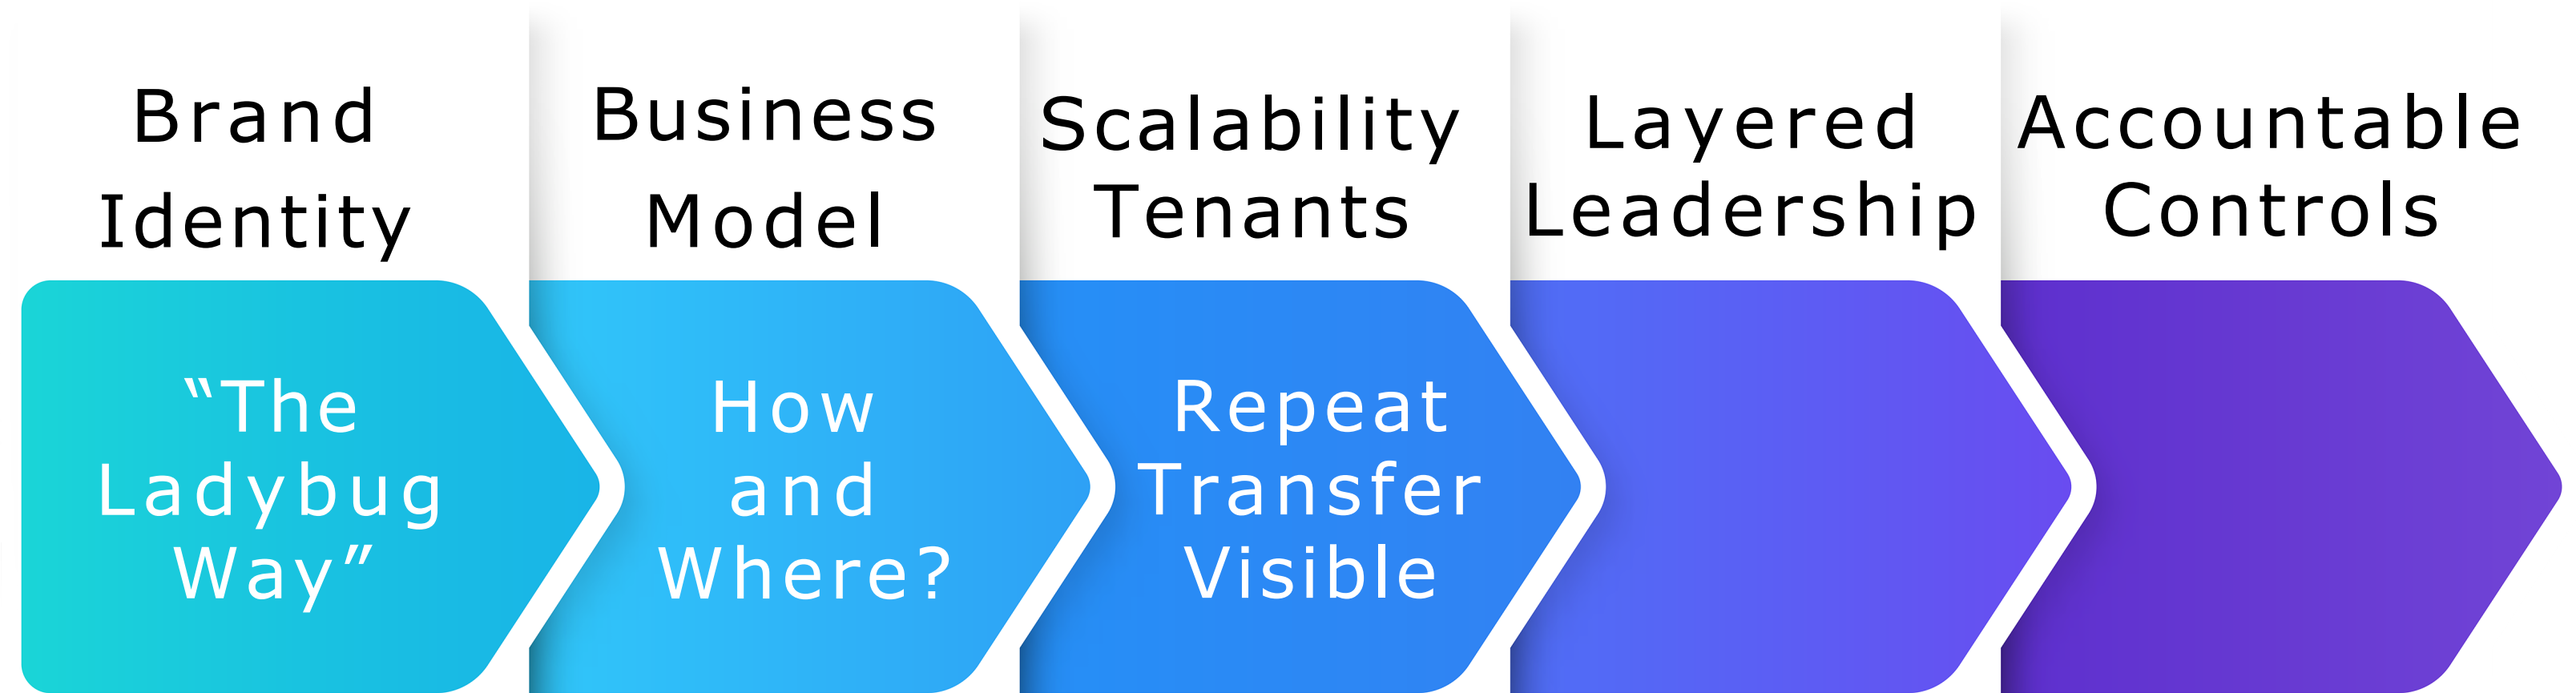 Brand
Identity
Business
Model
Scalability
Tenants
Layered
Leadership
Accountable
Controls
“The
Ladybug
Way”
How
and
Where?
Repeat
Transfer
Visible